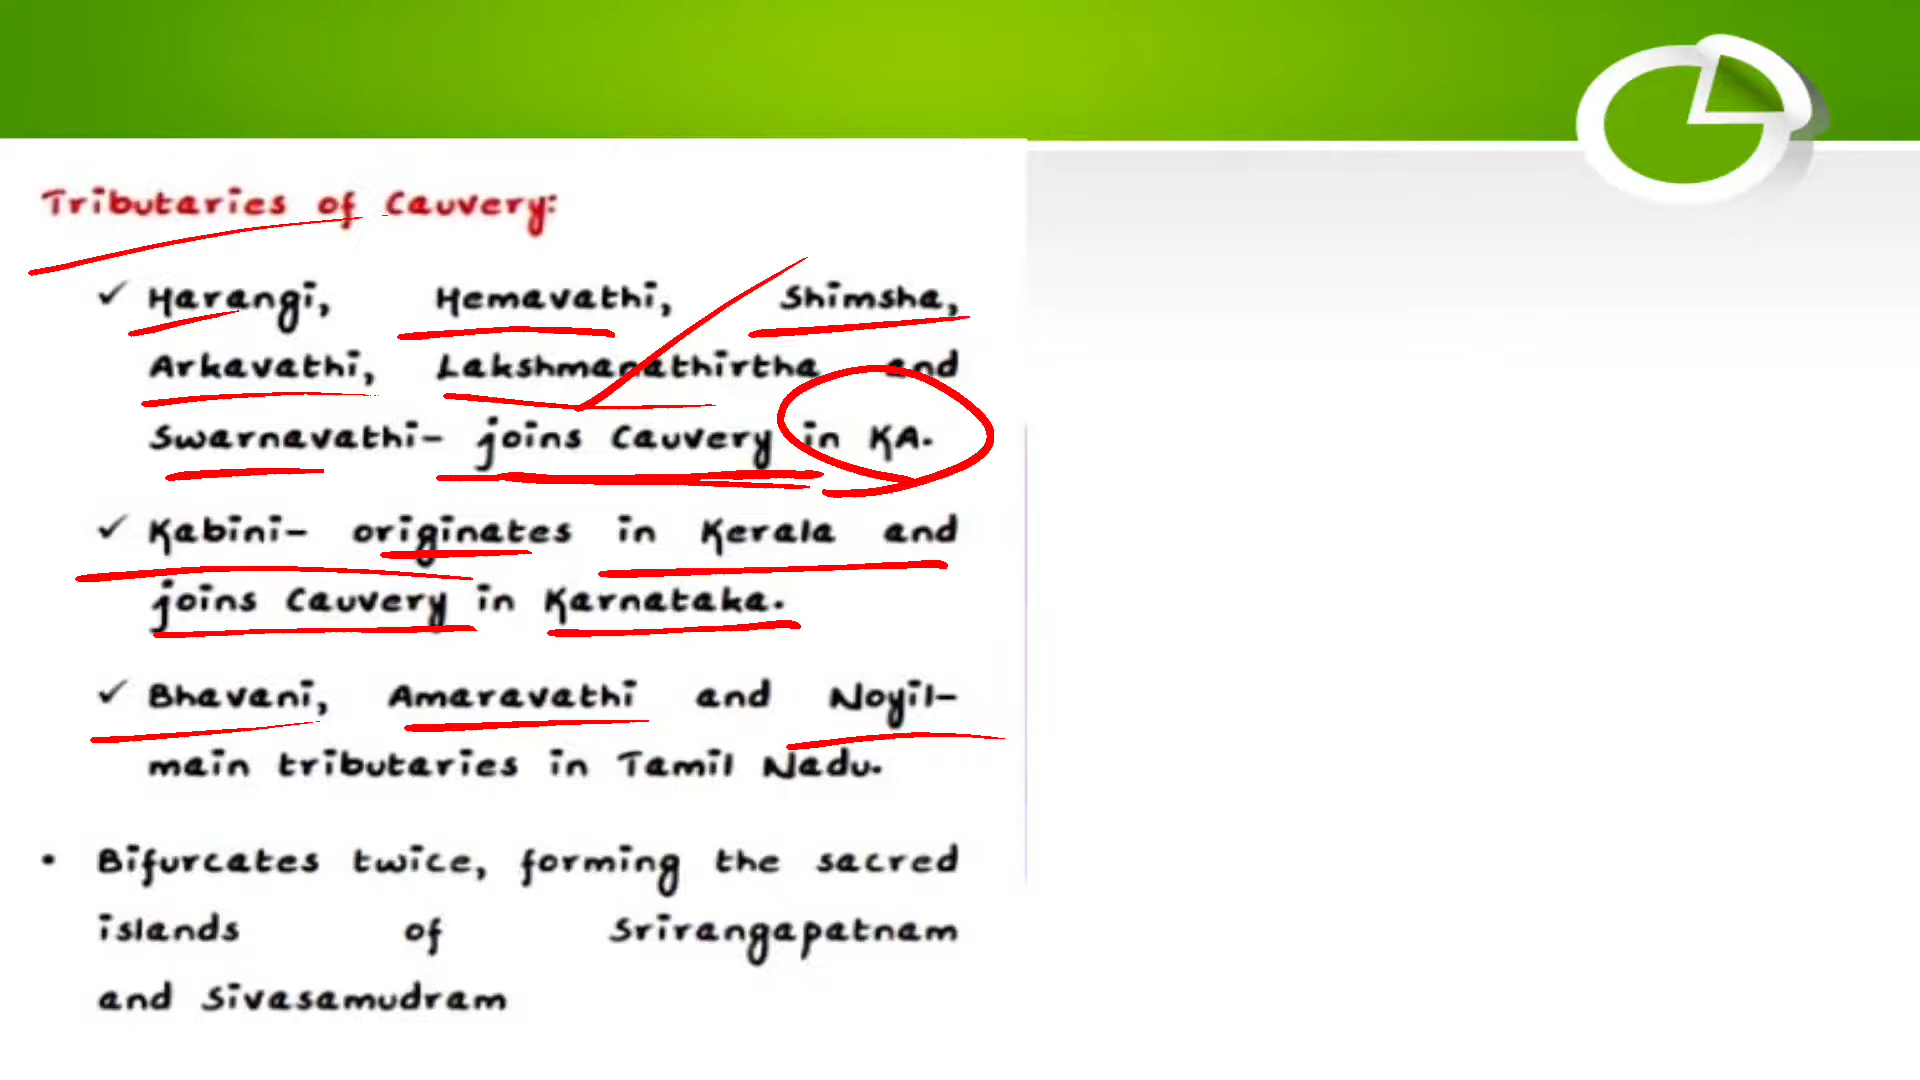 Tributaries of Cauvery:
✓ Harangi, Hemavathi, Shimsha,
Arkavathi, Lakshmanathirtha and
Swarnavathi- joins Cauvery in KA.
✓ Kabini- originates in Kerala and
joins Cauvery in Karnataka.
✓ Bhavani, Amaravathi and Noyil-
main tributaries in Tamil Nadu.
• Bifurcates twice, forming the sacred
islands of Srirangapatnam
and Sivasamudram